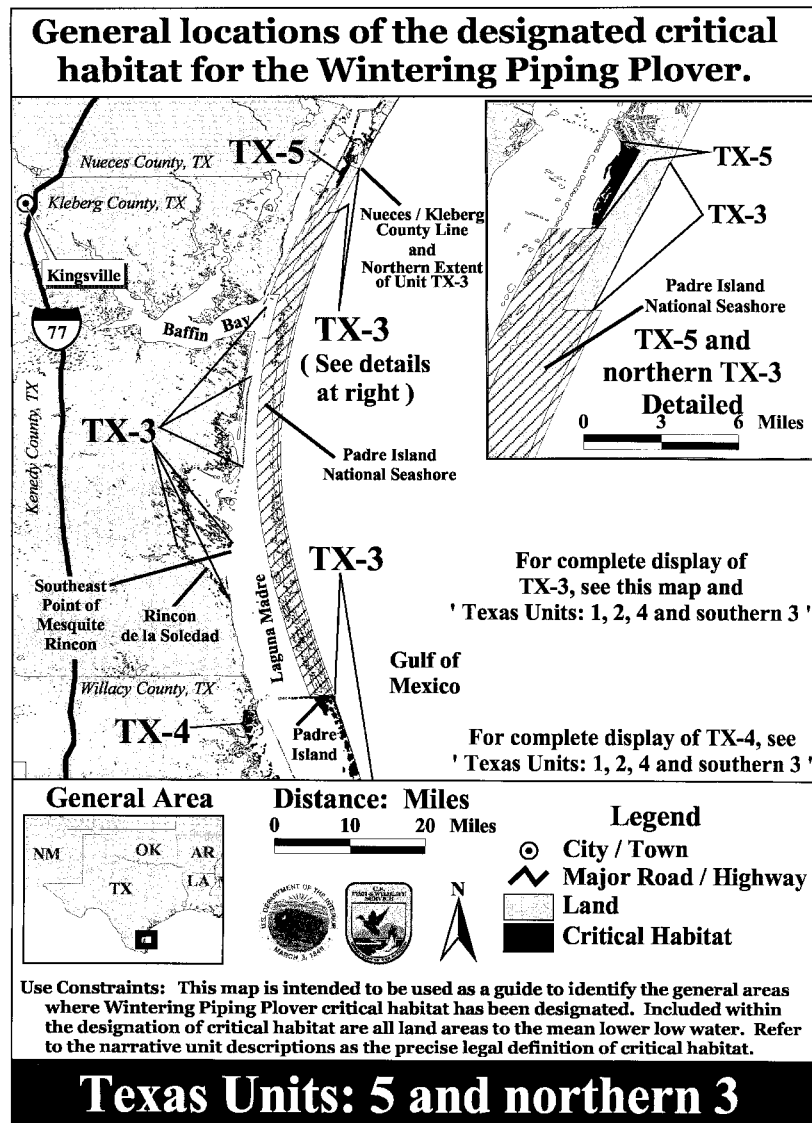 General locations of the designated critical
habitat for the Wintering Piping Plover.
Nueces County, TX
TX-5
Kleberg County, TX
Nueces / Kleberg
County Line
and
Northern Extent
of Unit TX-3
Kingsville
77
Baffin Bay
TX-3
( See details
at right )
TX-3
Kenedy County, TX
Padre Island
National Seashore
TX-3
Southeast
Point of
Mesquite
Rincon
Rincon
de la Soledad
Laguna Madre
Gulf of
Mexico
Willacy County, TX
TX-4
Padre
Island
TX-5
TX-3
Padre Island
National Seashore
TX-5 and
northern TX-3
Detailed
0 3 6 Miles
For complete display of
TX-3, see this map and
' Texas Units: 1, 2, 4 and southern 3 '
For complete display of TX-4, see
' Texas Units: 1, 2, 4 and southern 3 '
General Area
NM
OK
AR
TX
LA
Distance: Miles
0 10 20 Miles
U.S. DEPARTMENT OF THE INTERIOR
MARCH 3, 1849
U.S.
FISH & WILDLIFE
SERVICE
N
Legend
City / Town
Major Road / Highway
Land
Critical Habitat
Use Constraints: This map is intended to be used as a guide to identify the general areas
where Wintering Piping Plover critical habitat has been designated. Included within
the designation of critical habitat are all land areas to the mean lower low water. Refer
to the narrative unit descriptions as the precise legal definition of critical habitat.
Texas Units: 5 and northern 3